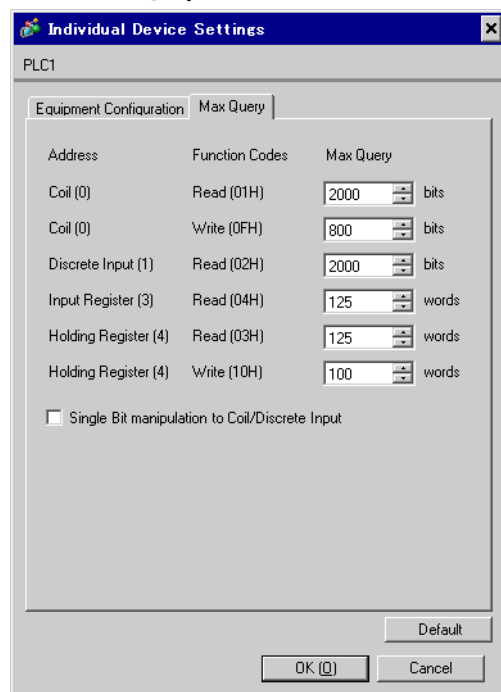 Individual Device Settings
PLC1
Equipment Configuration Max Query
Address Function Codes Max Query
Coil (0) Read (01H) 2000 bits
Coil (0) Write (0FH) 800 bits
Discrete Input (1) Read (02H) 2000 bits
Input Register (3) Read (04H) 125 words
Holding Register (4) Read (03H) 125 words
Holding Register (4) Write (10H) 100 words
Single Bit manipulation to Coil/Discrete Input
Default
OK (O) Cancel